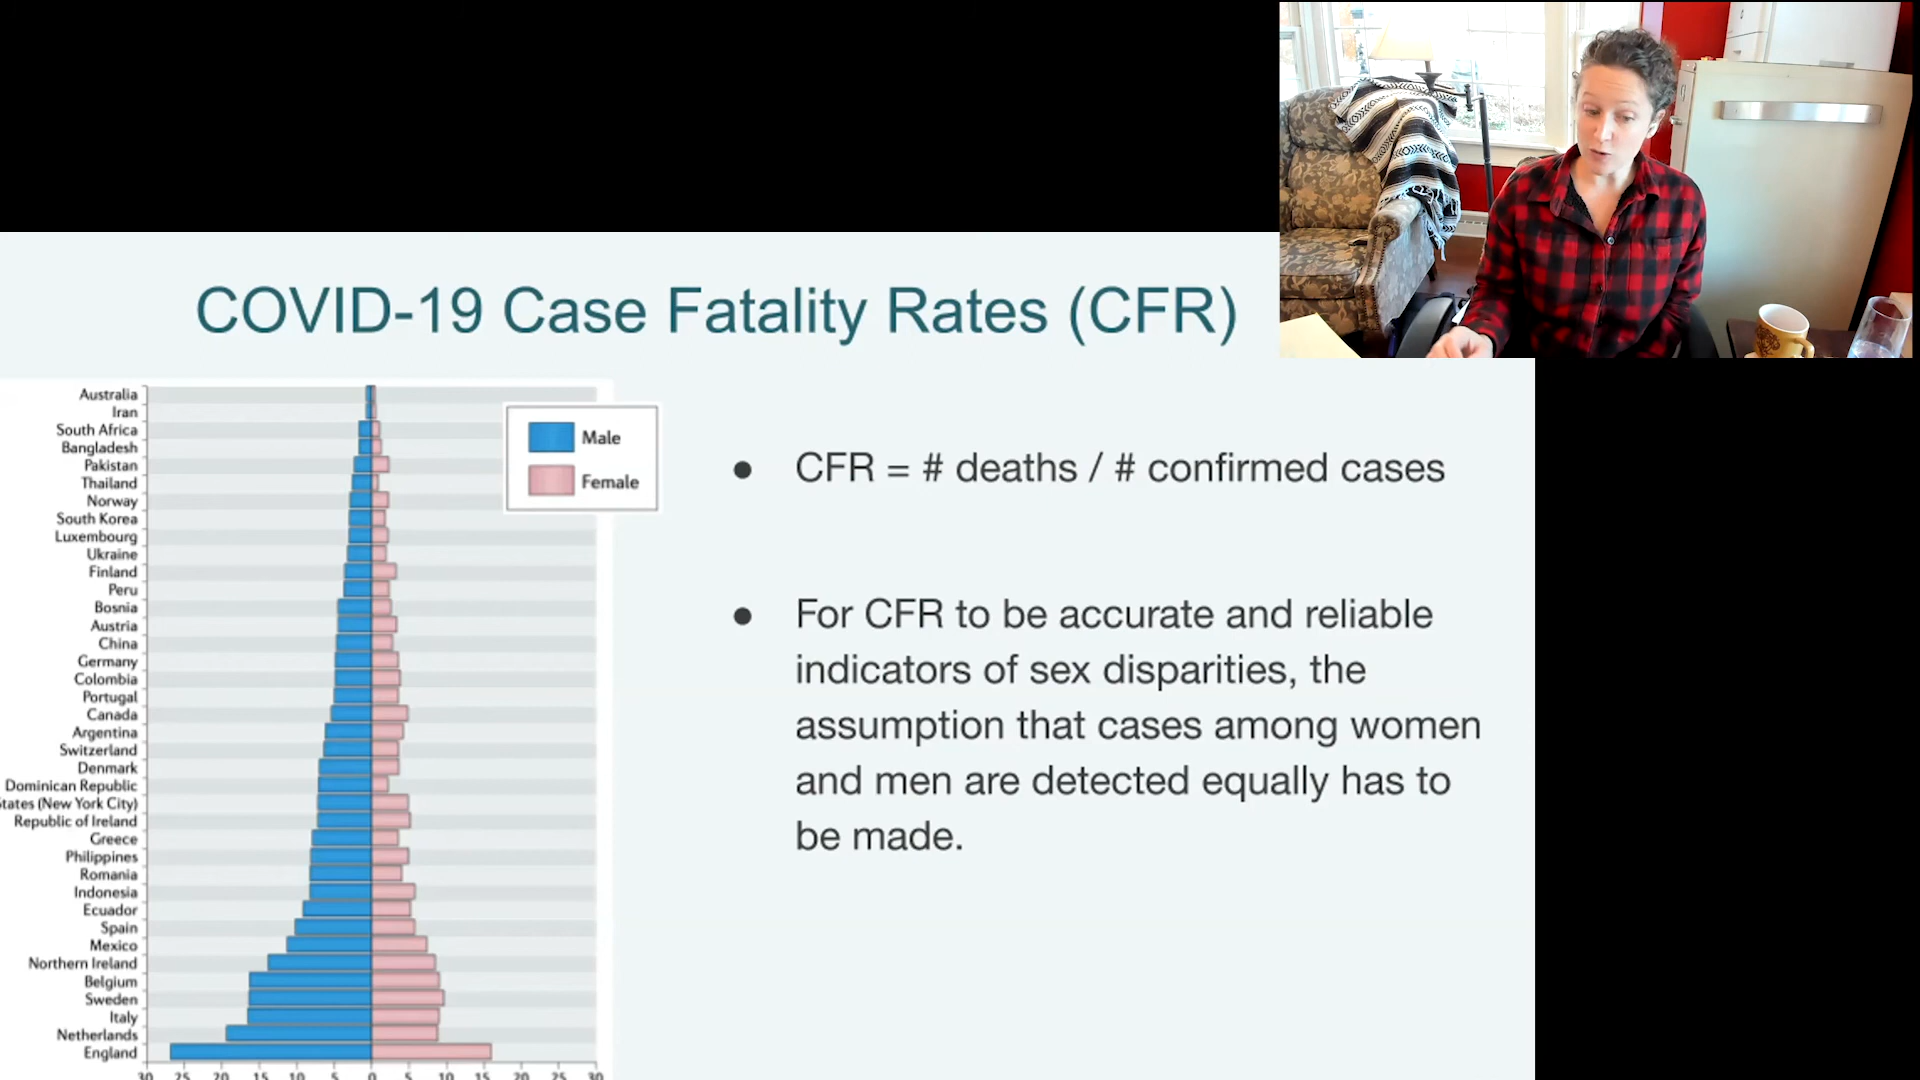 COVID-19 Case Fatality Rates (CFR)
Australia
Iran
South Africa
Bangladesh
Pakistan
Thailand
Norway
South Korea
Luxembourg
Ukraine
Finland
Peru
Bosnia
Austria
China
Germany
Colombia
Portugal
Canada
Argentina
Switzerland
Denmark
Dominican Republic
(New York City)
Republic of Ireland
Greece
Philippines
Romania
Indonesia
Ecuador
Spain
Mexico
Northern Ireland
Belgium
Sweden
Italy
Netherlands
England
30 25 20 15 10 5 0 5 10 15 20 25 30
Male
Female
● CFR = # deaths / # confirmed cases
● For CFR to be accurate and reliable
indicators of sex disparities, the
assumption that cases among women
and men are detected equally has to
be made.